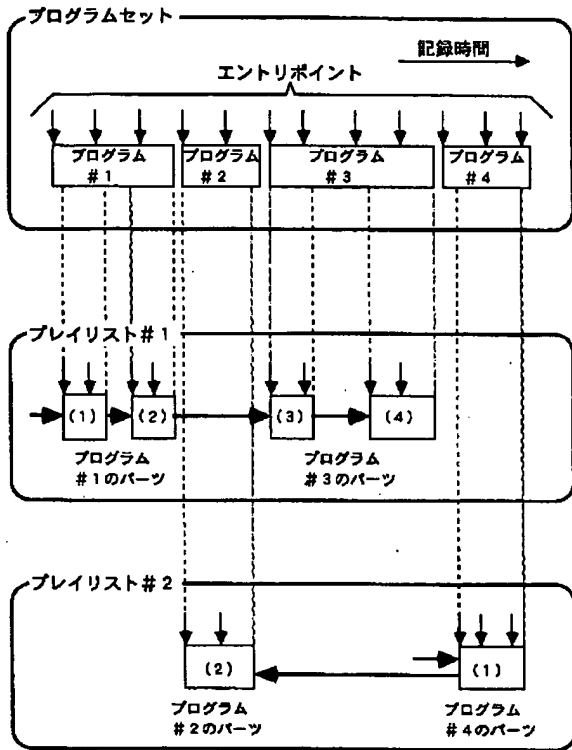 プログラムセット
記録時間
エントリポイント
プログラム
#1
プログラム
#2
プログラム
#3
プログラム
#4
プレイリスト#1
(1)
(2)
(3)
(4)
プログラム
#1のパーツ
プログラム
#3のパーツ
プレイリスト#2
(2)
(1)
プログラム
#2のパーツ
プログラム
#4のパーツ